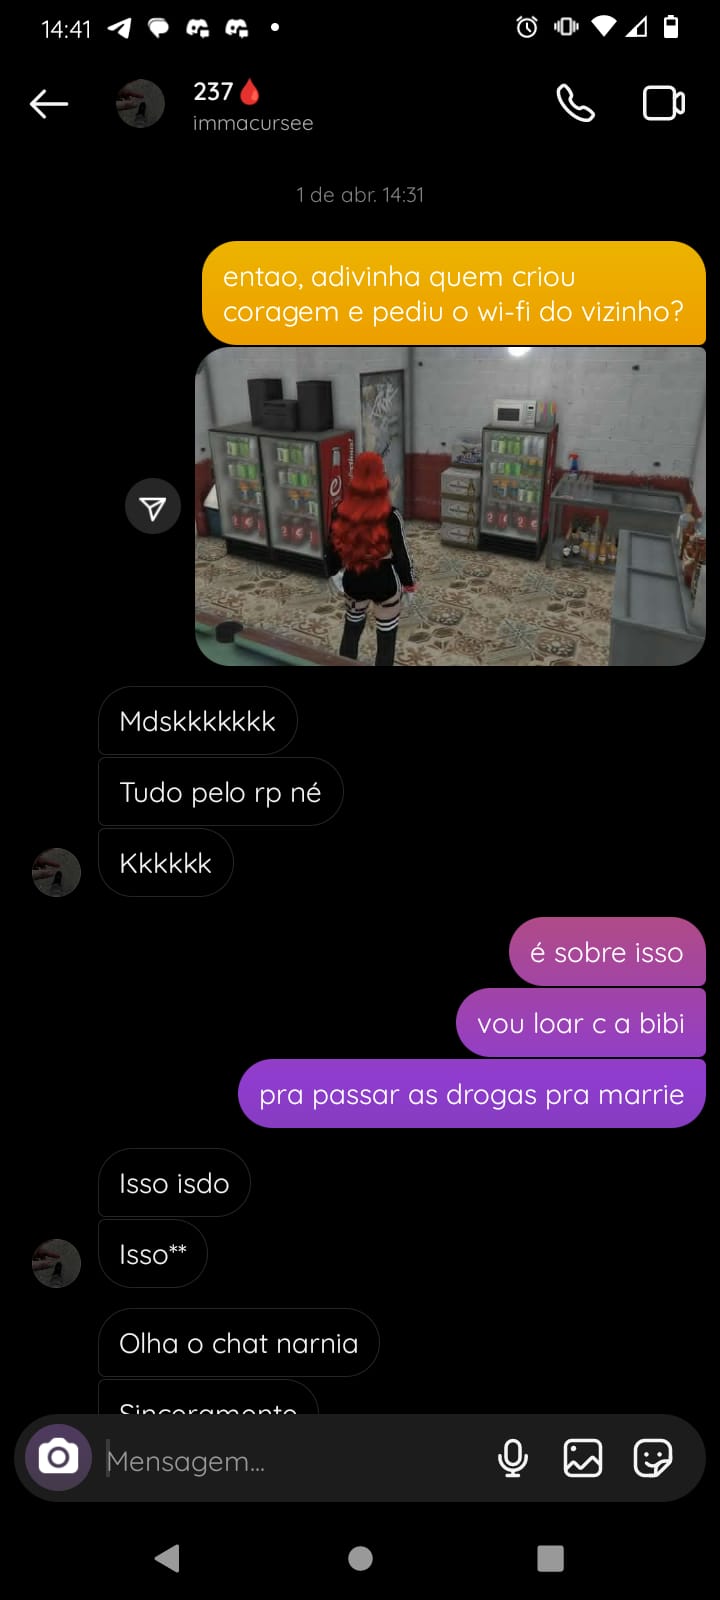 14:41
237🩸
immacursee
1 de abr. 14:31
entao, adivinha quem criou
coragem e pediu o wi-fi do vizinho?
Mdskkkkkkk
Tudo pelo rp né
Kkkkkk
é sobre isso
vou loar c a bibi
pra passar as drogas pra marrie
Isso isdo
Isso**
Olha o chat narnia
Sinceramente
Mensagem...